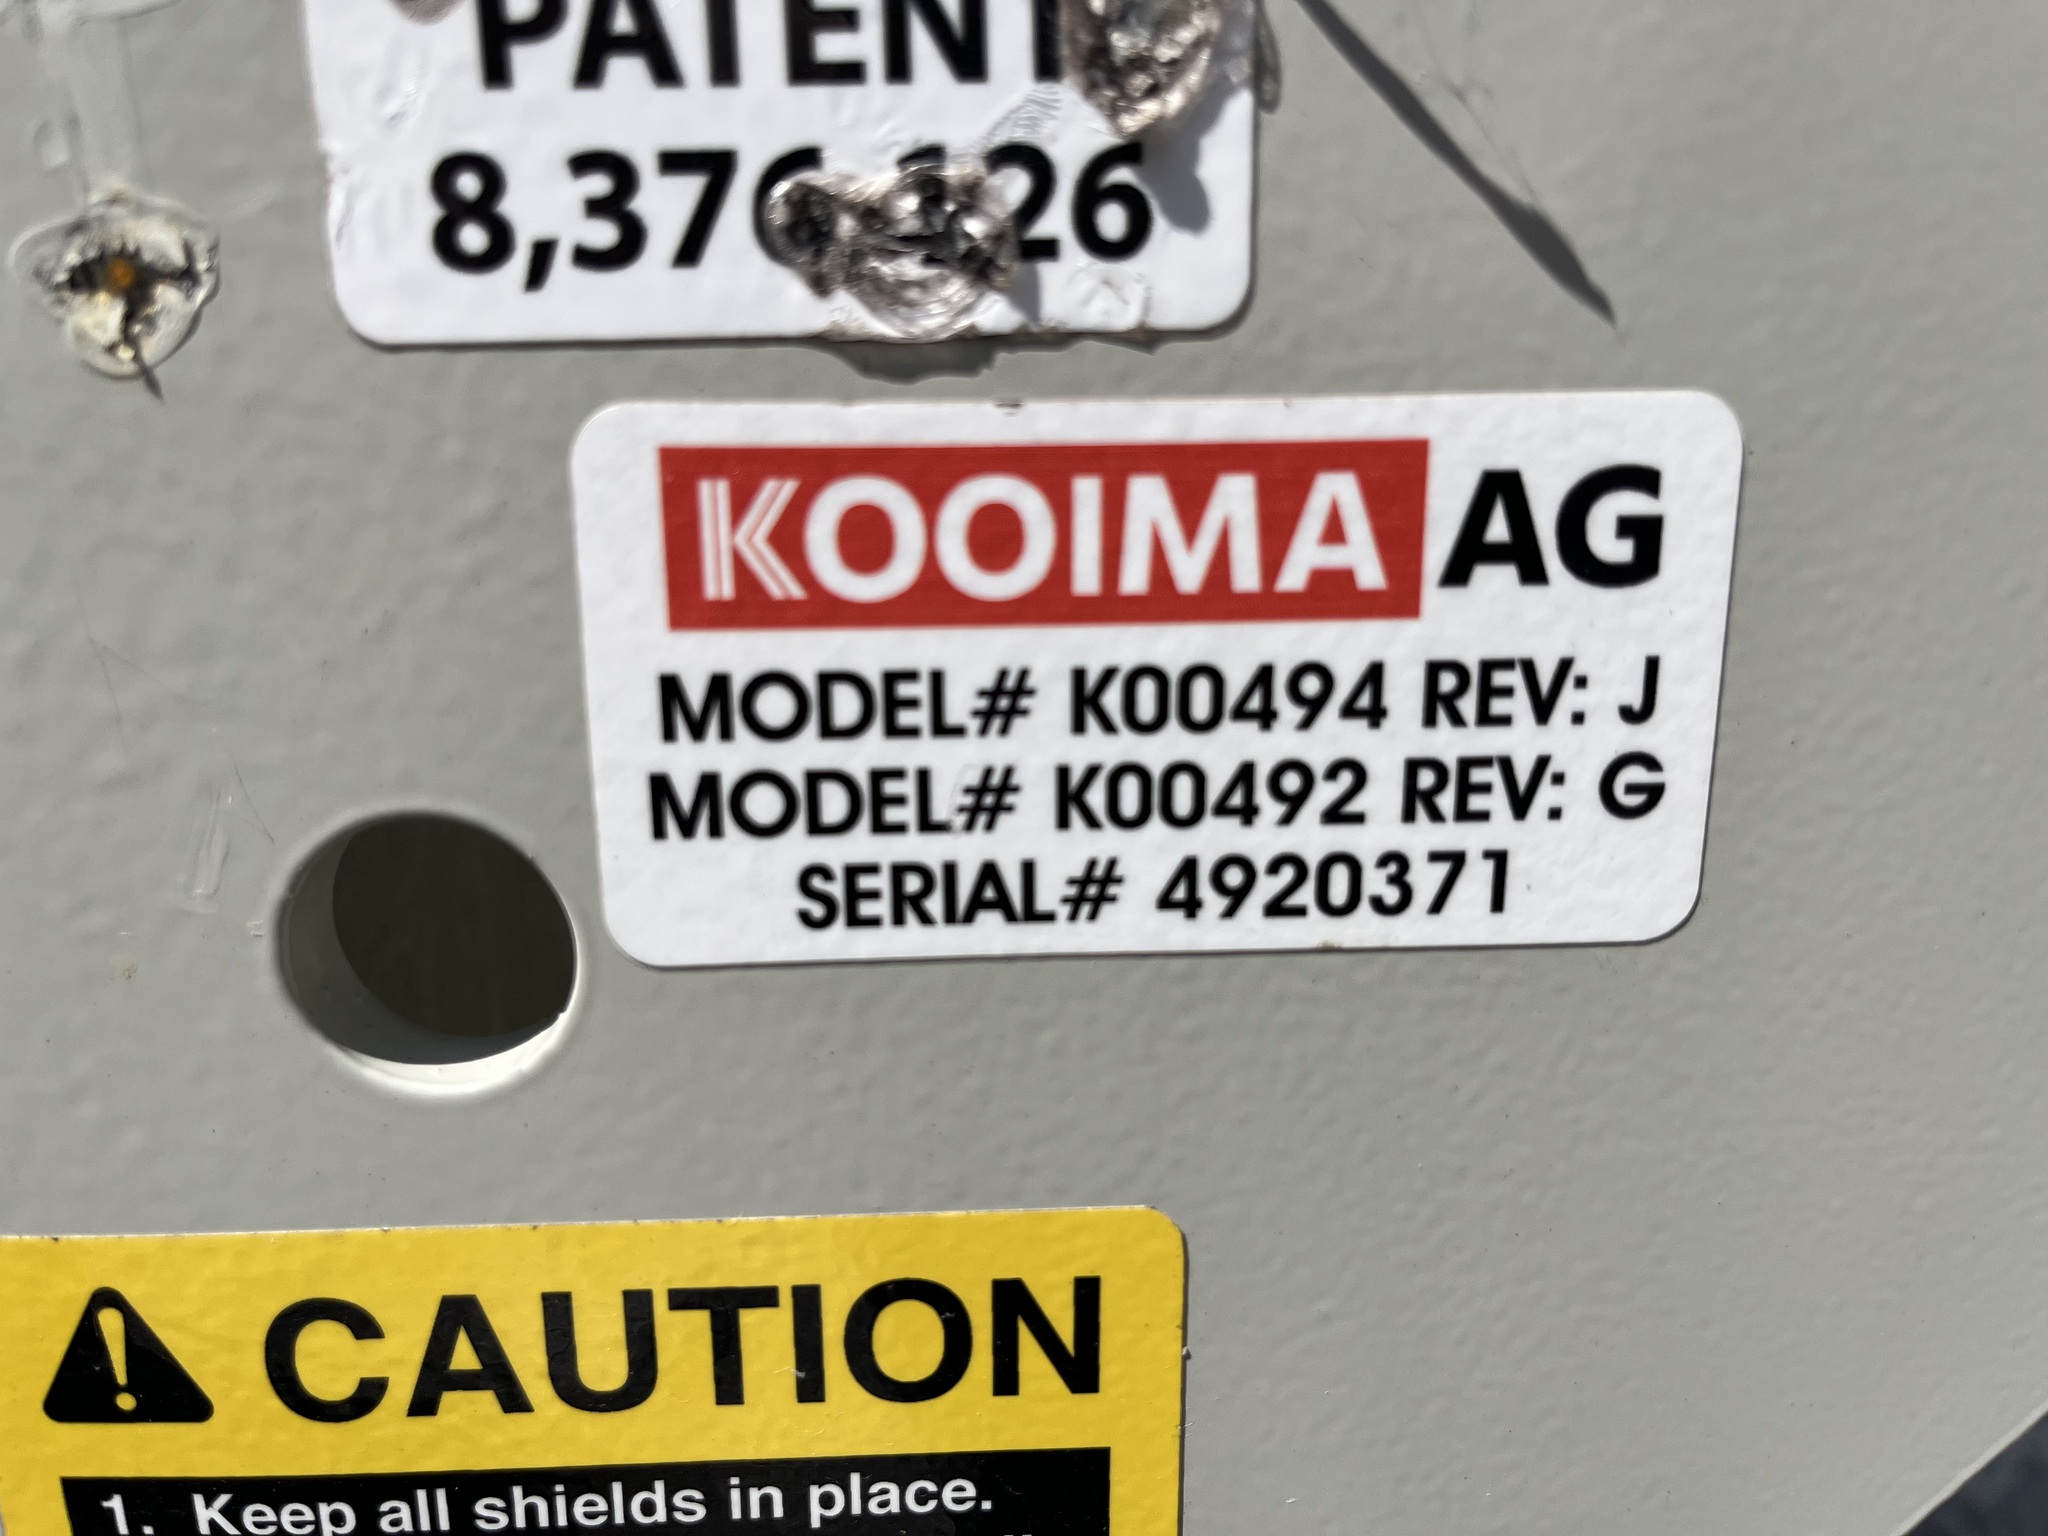 PATENT
KOOIMA AG
MODEL# K00494 REV: J
MODEL# K00492 REV: G
SERIAL# 4920371
CAUTION
1. Keep all shields in place.